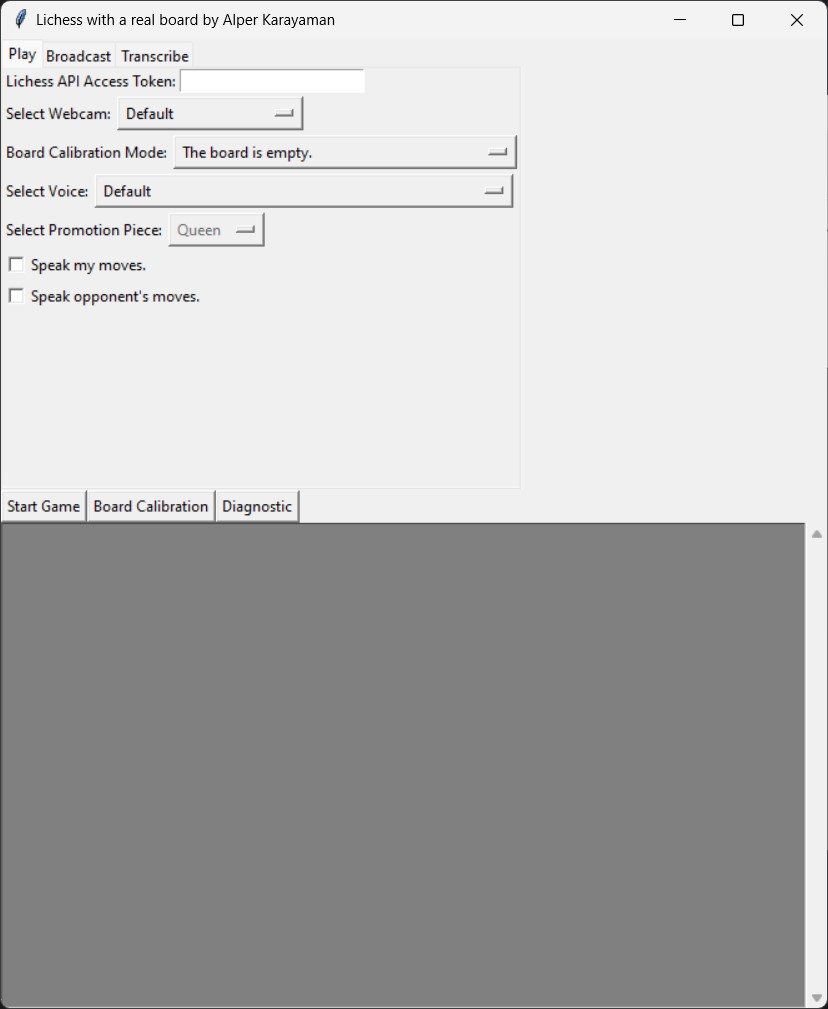 Lichess with a real board by Alper Karayaman
Play Broadcast Transcribe
Lichess API Access Token:
Select Webcam: Default
Board Calibration Mode: The board is empty.
Select Voice: Default
Select Promotion Piece: Queen
Speak my moves.
Speak opponent's moves.
Start Game Board Calibration Diagnostic